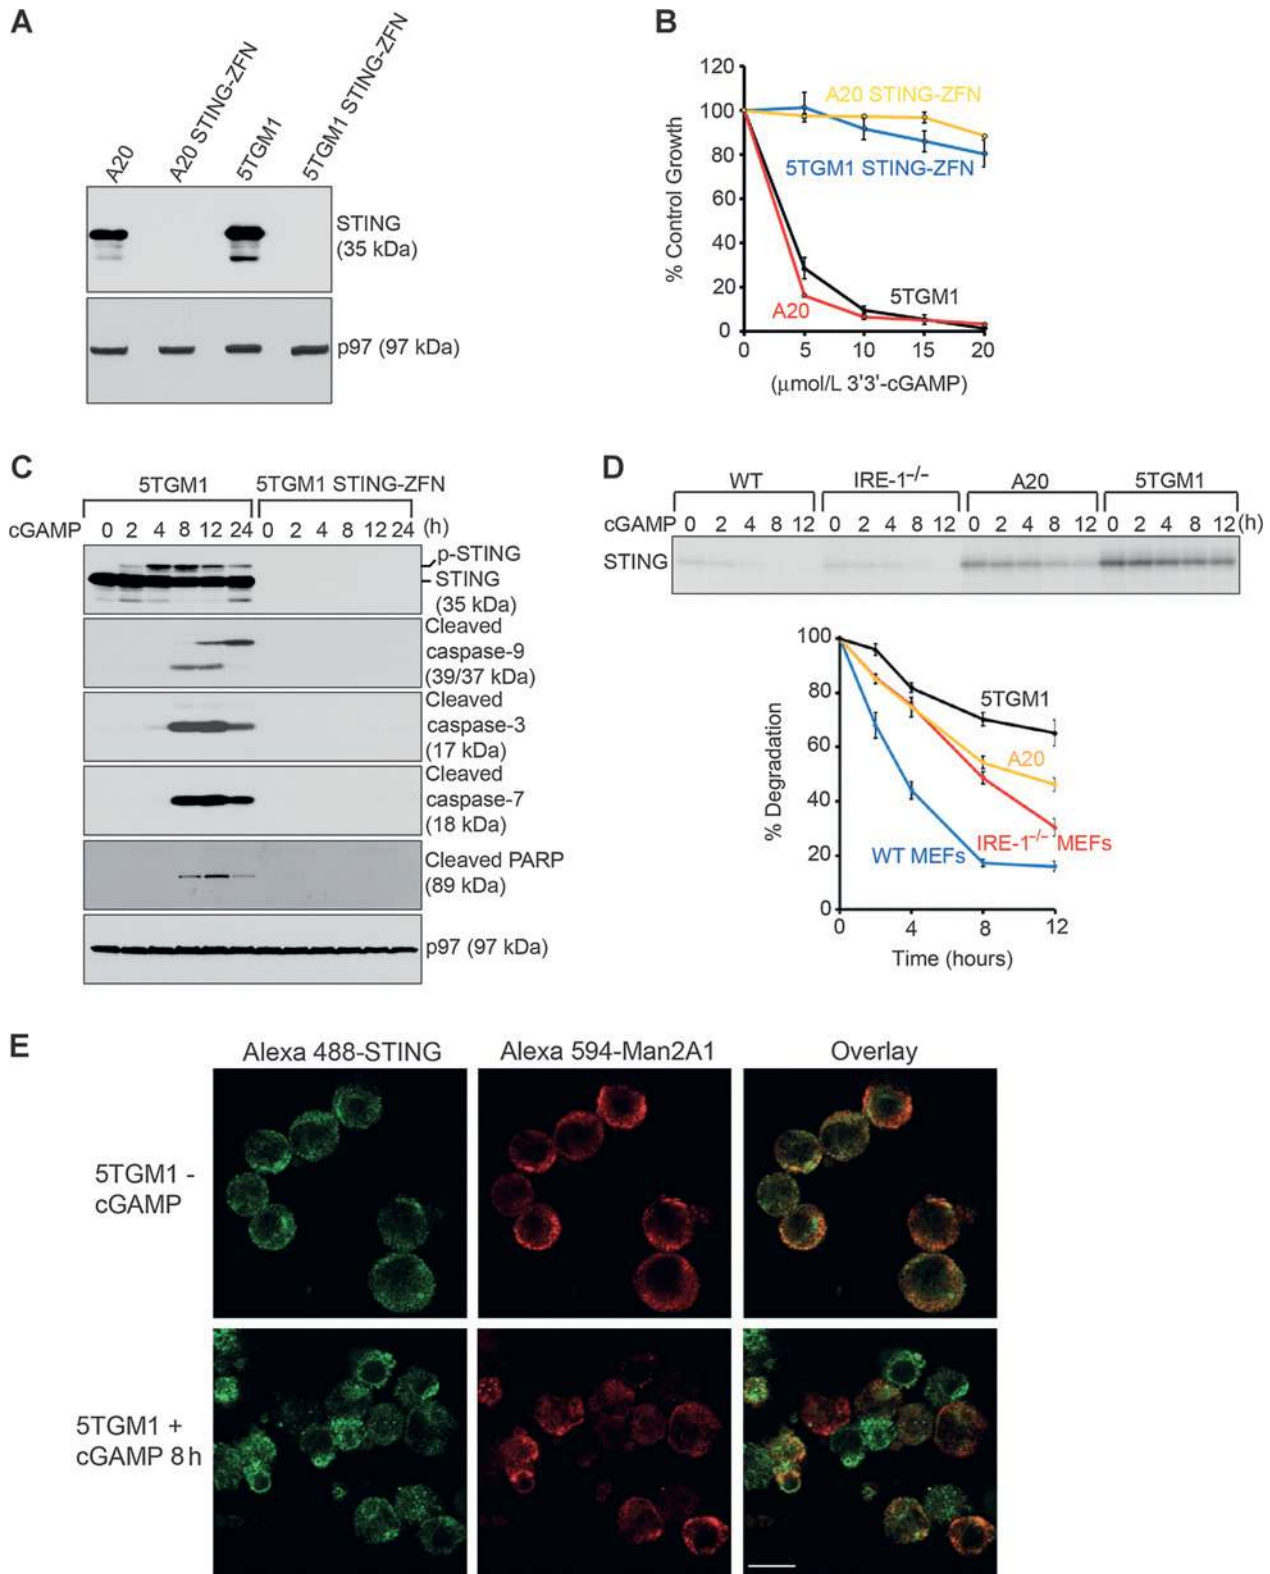 A
A20
A20 STING-ZFN
5TGM1
5TGM1 STING-ZFN
STING
(35 kDa)
p97 (97 kDa)
B
120
100
80
60
40
20
0
% Control Growth
A20 STING-ZFN
5TGM1 STING-ZFN
5TGM1
A20
0 5 10 15 20
(μmol/L 3'3'-cGAMP)
C
5TGM1 5TGM1 STING-ZFN
cGAMP 0 2 4 8 12 24 0 2 4 8 12 24 (h)
p-STING
STING
(35 kDa)
Cleaved
caspase-9
(39/37 kDa)
Cleaved
caspase-3
(17 kDa)
Cleaved
caspase-7
(18 kDa)
Cleaved PARP
(89 kDa)
p97 (97 kDa)
D
WT IRE-1⁻/⁻ A20 5TGM1
cGAMP 0 2 4 8 12 0 2 4 8 12 0 2 4 8 12 0 2 4 8 12 (h)
STING
100
80
60
40
20
0
% Degradation
5TGM1
A20
IRE-1⁻/⁻ MEFs
WT MEFs
0 4 8 12
Time (hours)
E
Alexa 488-STING Alexa 594-Man2A1 Overlay
5TGM1 -
cGAMP
5TGM1 +
cGAMP 8 h